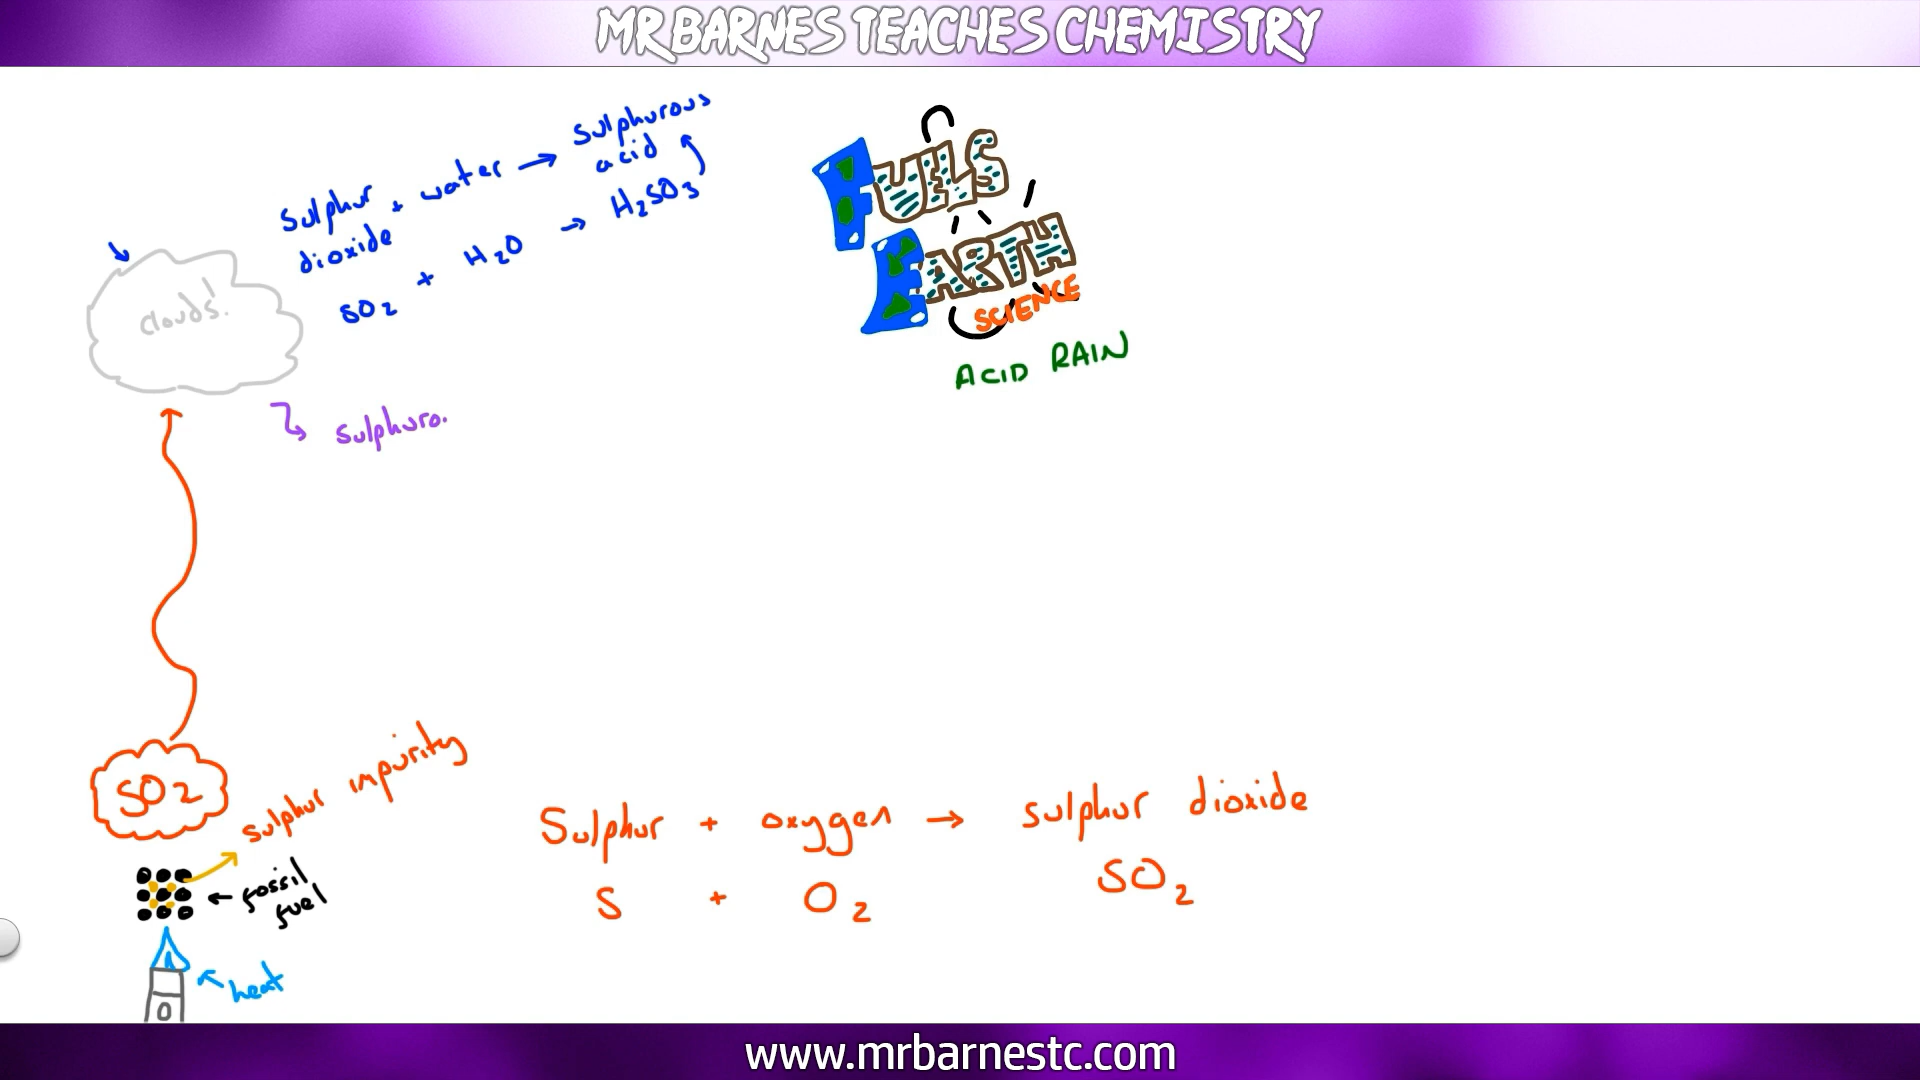 MR BARNES TEACHES CHEMISTRY
Sulphur
dioxide
+ water → sulphurous
acid
SO2 + H2O → H2SO3
clouds!
sulphuro.
FUELS
EARTH
SCIENCE
ACID RAIN
SO2
sulphur impurity
fossil
fuel
heat
Sulphur + oxygen → sulphur dioxide
S + O2 SO2
www.mrbarnestc.com